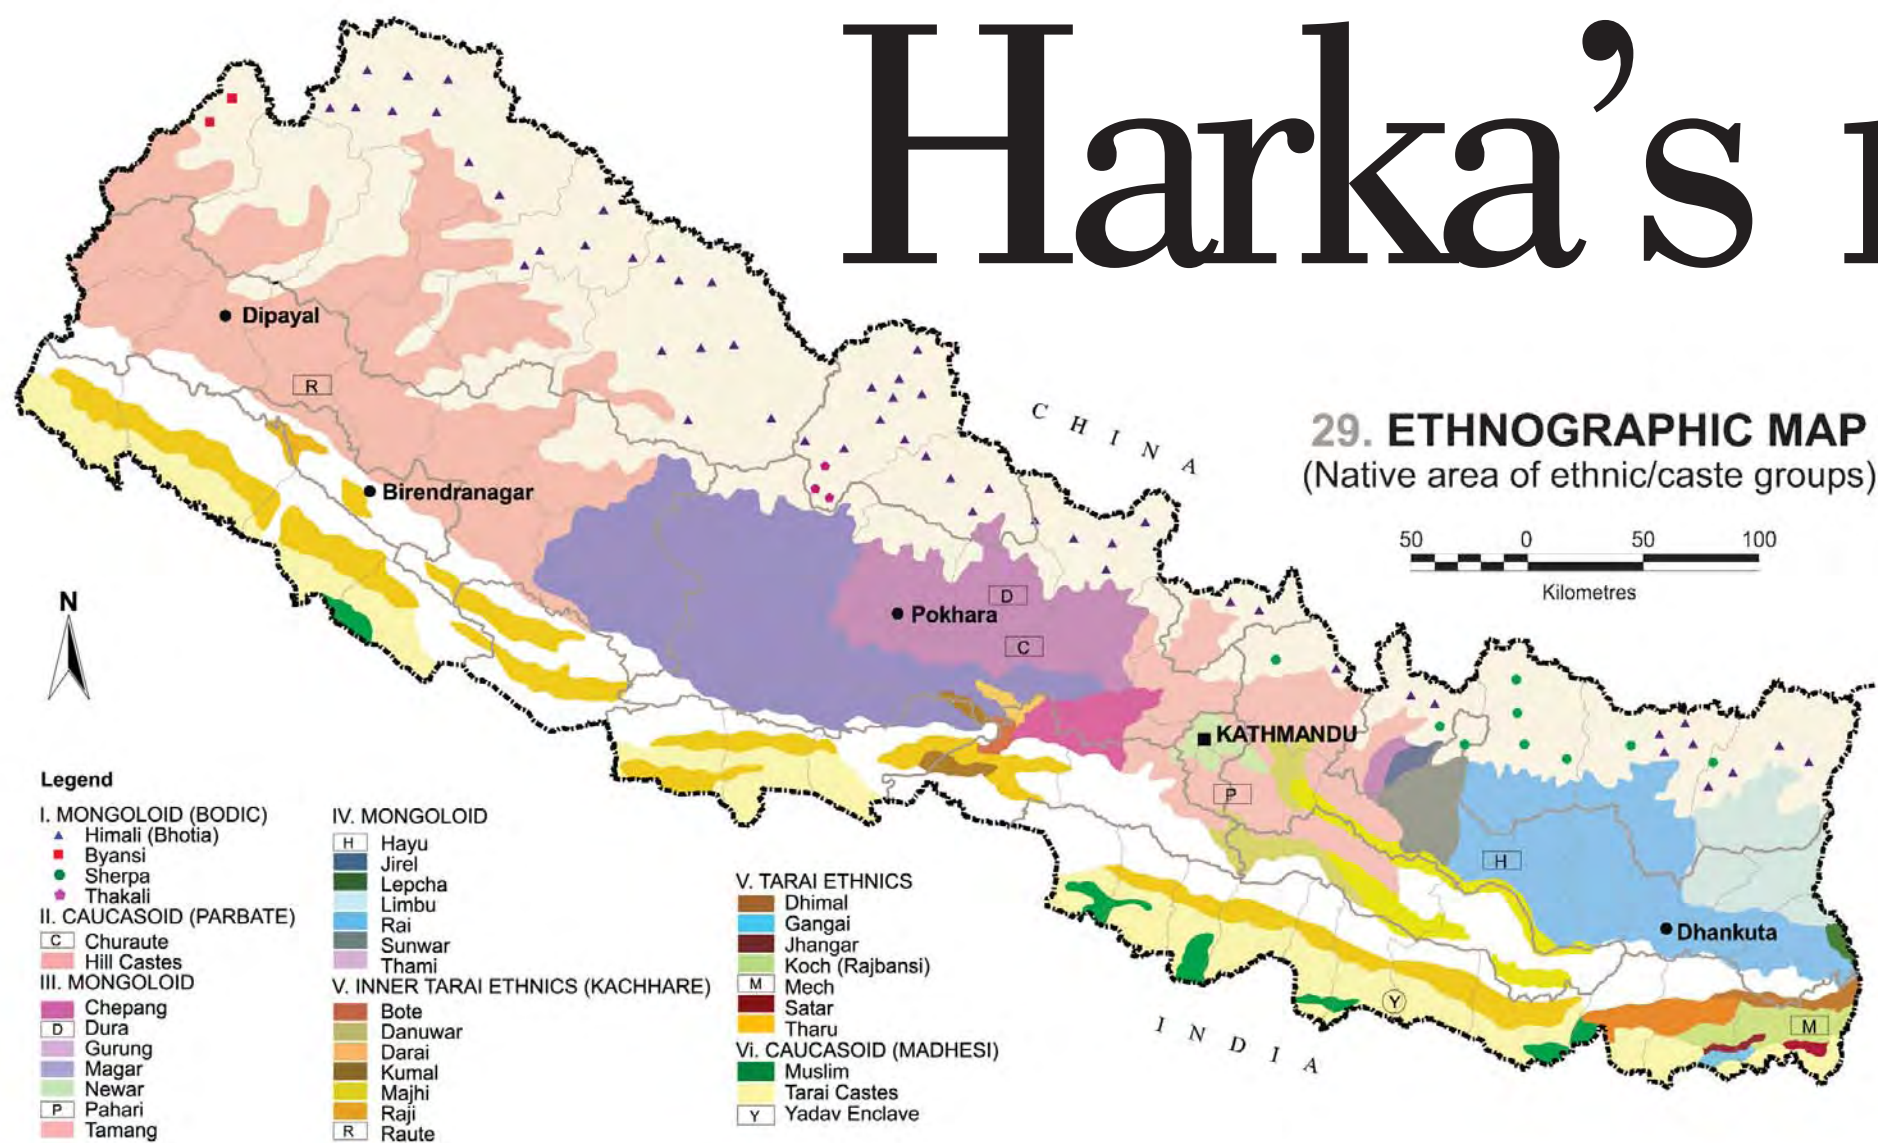 Harka's
29. ETHNOGRAPHIC MAP
(Native area of ethnic/caste groups)
50 0 50 100
Kilometres
C H I N A
I N D I A
N
Dipayal
R
Birendranagar
Pokhara
D
C
KATHMANDU
P
H
Dhankuta
Y
M
Legend
I. MONGOLOID (BODIC)
Himali (Bhotia)
Byansi
Sherpa
Thakali
II. CAUCASOID (PARBATE)
C Churaute
Hill Castes
III. MONGOLOID
Chepang
D Dura
Gurung
Magar
Newar
P Pahari
Tamang
IV. MONGOLOID
H Hayu
Jirel
Lepcha
Limbu
Rai
Sunwar
Thami
V. INNER TARAI ETHNICS (KACHHARE)
Bote
Danuwar
Darai
Kumal
Majhi
Raji
R Raute
V. TARAI ETHNICS
Dhimal
Gangai
Jhangar
Koch (Rajbansi)
M Mech
Satar
Tharu
Vi. CAUCASOID (MADHESI)
Muslim
Tarai Castes
Y Yadav Enclave